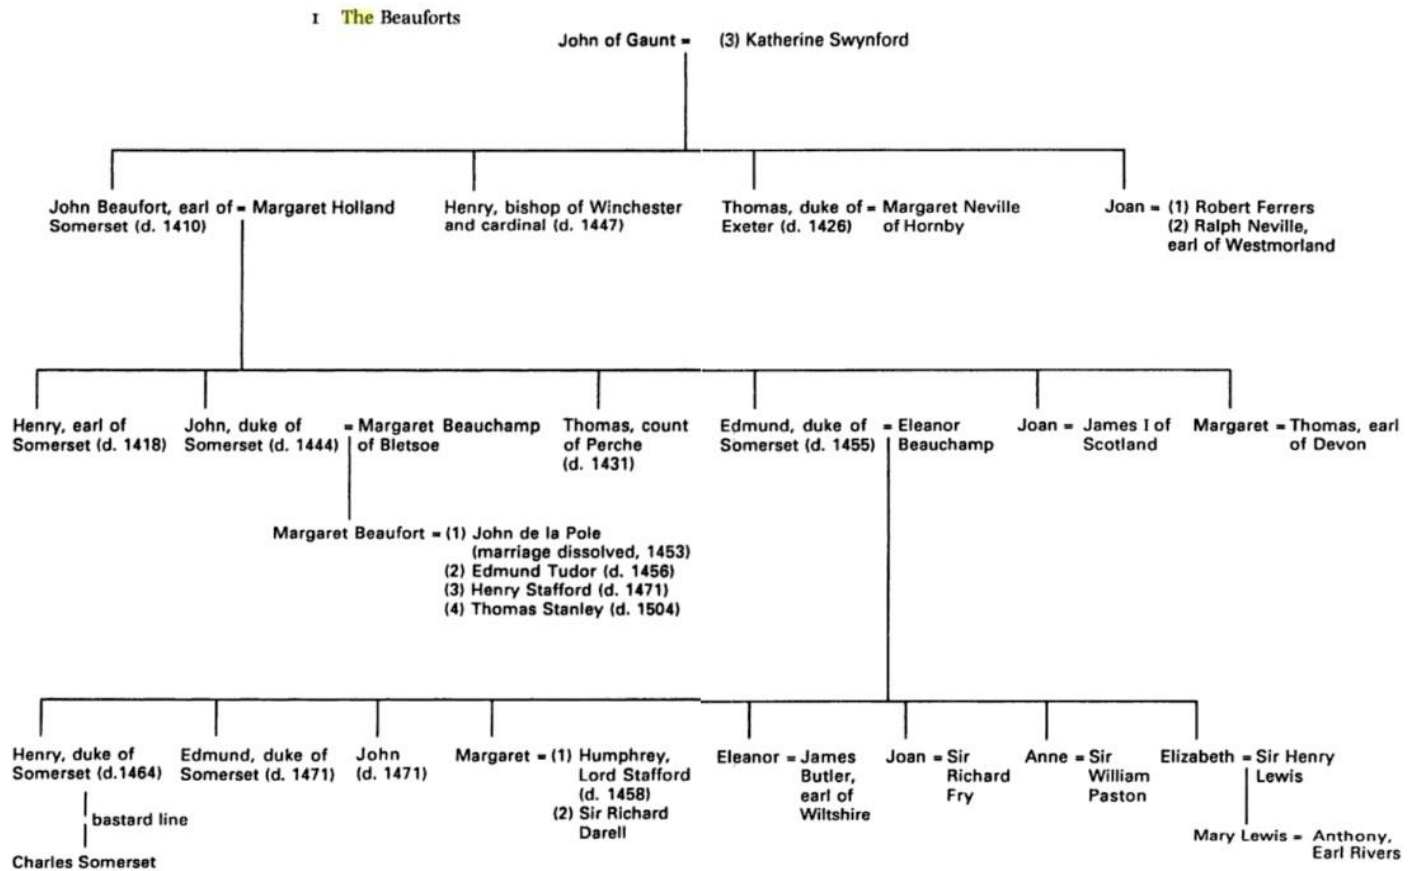 I The Beauforts
John of Gaunt = (3) Katherine Swynford
John Beaufort, earl of = Margaret Holland
Somerset (d. 1410)
Henry, bishop of Winchester
and cardinal (d. 1447)
Thomas, duke of = Margaret Neville
Exeter (d. 1426) of Hornby
Joan = (1) Robert Ferrers
(2) Ralph Neville,
earl of Westmorland
Henry, earl of
Somerset (d. 1418)
John, duke of = Margaret Beauchamp
Somerset (d. 1444) of Bletsoe
Thomas, count
of Perche
(d. 1431)
Edmund, duke of = Eleanor
Somerset (d. 1455) Beauchamp
Joan = James I of
Scotland
Margaret = Thomas, earl
of Devon
Margaret Beaufort = (1) John de la Pole
(marriage dissolved, 1453)
(2) Edmund Tudor (d. 1456)
(3) Henry Stafford (d. 1471)
(4) Thomas Stanley (d. 1504)
Henry, duke of
Somerset (d.1464)
bastard line
Charles Somerset
Edmund, duke of
Somerset (d. 1471)
John
(d. 1471)
Margaret = (1) Humphrey,
Lord Stafford
(d. 1458)
(2) Sir Richard
Darell
Eleanor = James
Butler,
earl of
Wiltshire
Joan = Sir
Richard
Fry
Anne = Sir
William
Paston
Elizabeth = Sir Henry
Lewis
Mary Lewis = Anthony,
Earl Rivers